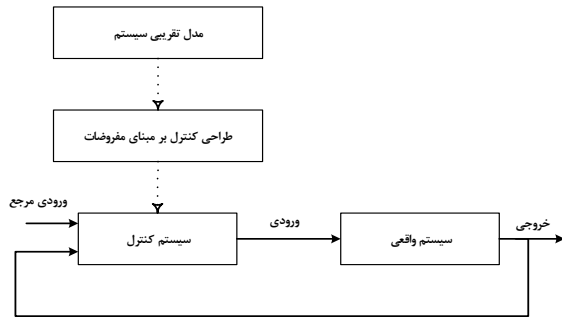 مدل تقریبی سیستم
طراحی کنترل بر مبنای مفروضات
ورودی مرجع
سیستم کنترل
ورودی
سیستم واقعی
خروجی